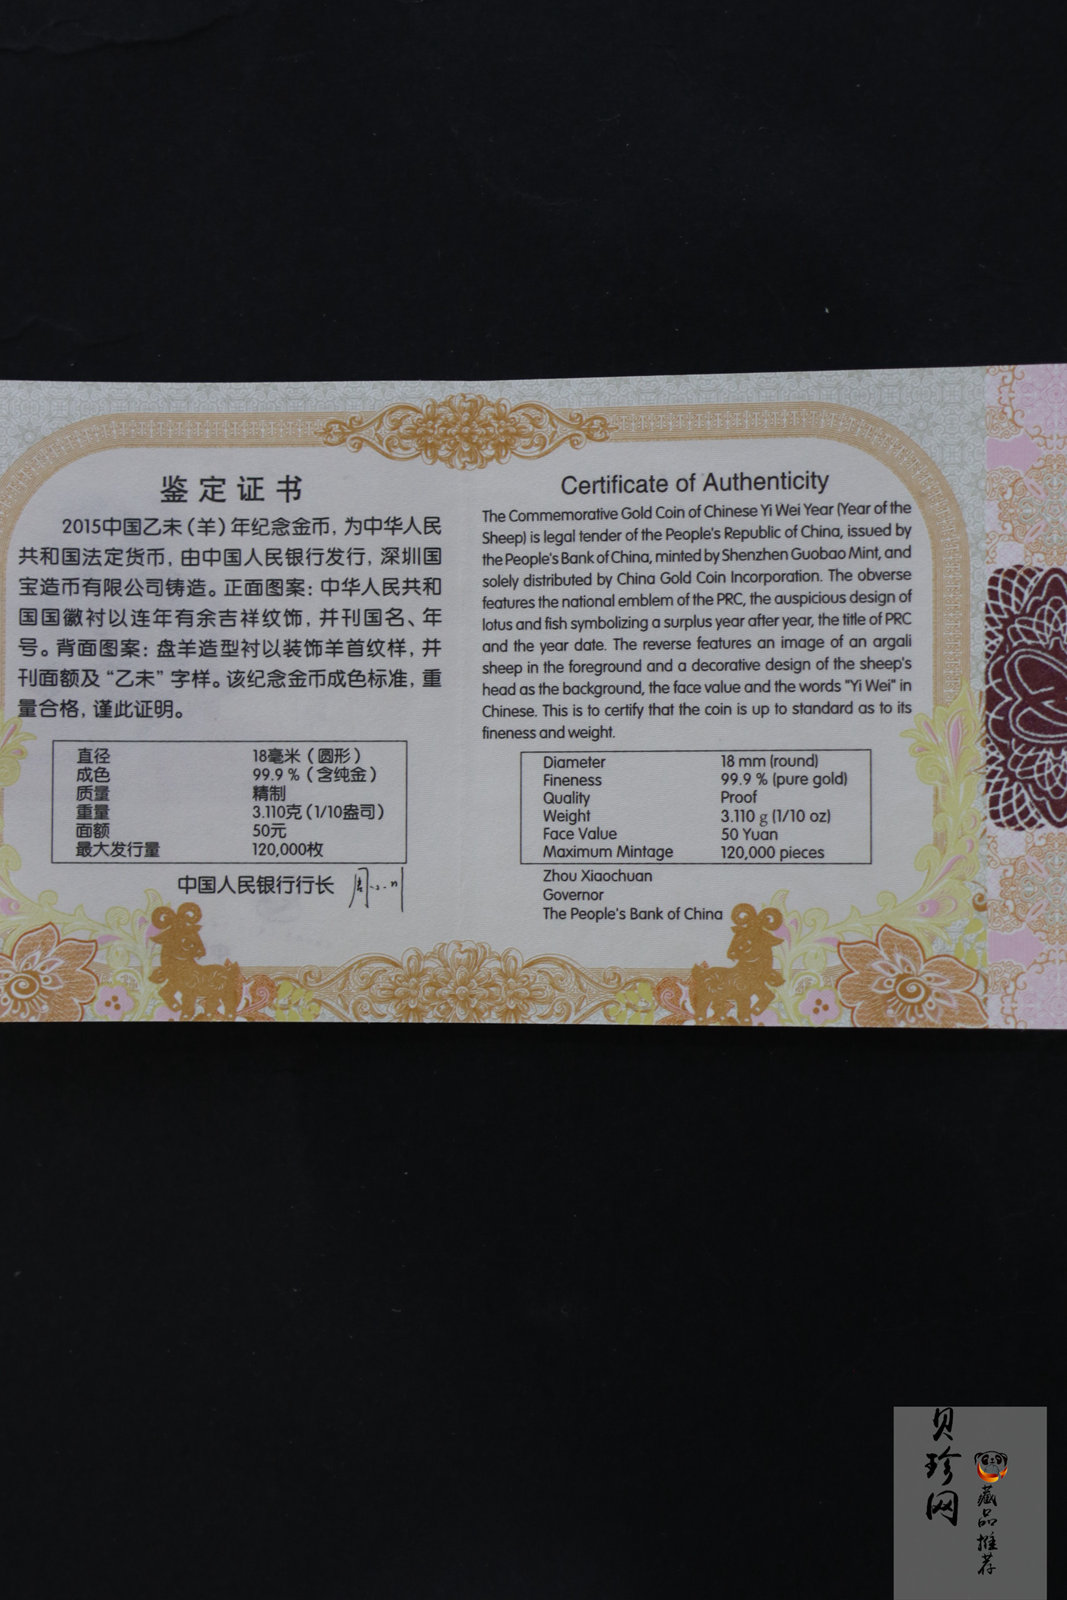 鉴定证书
2015中国乙未（羊）年纪念金币，为中华人民
共和国法定货币，由中国人民银行发行，深圳国
宝造币有限公司铸造。正面图案：中华人民共和
国国徽衬以连年有余吉祥纹饰，并刊国名、年
号。背面图案：盘羊造型衬以装饰羊首纹样，并
刊面额及“乙未”字样。该纪念金币成色标准，重
量合格，谨此证明。
直径 18毫米（圆形）
成色 99.9 %（含纯金）
质量 精制
重量 3.110克（1/10盎司）
面额 50元
最大发行量 120,000枚
中国人民银行行长
Certificate of Authenticity
The Commemorative Gold Coin of Chinese Yi Wei Year (Year of the
Sheep) is legal tender of the People's Republic of China, issued by
the People's Bank of China, minted by Shenzhen Guobao Mint, and
solely distributed by China Gold Coin Incorporation. The obverse
features the national emblem of the PRC, the auspicious design of
lotus and fish symbolizing a surplus year after year, the title of PRC
and the year date. The reverse features an image of an argali
sheep in the foreground and a decorative design of the sheep's
head as the background, the face value and the words "Yi Wei" in
Chinese. This is to certify that the coin is up to standard as to its
fineness and weight.
Diameter 18 mm (round)
Fineness 99.9 % (pure gold)
Quality Proof
Weight 3.110 g (1/10 oz)
Face Value 50 Yuan
Maximum Mintage 120,000 pieces
Zhou Xiaochuan
Governor
The People's Bank of China
贝珍网
藏品推荐